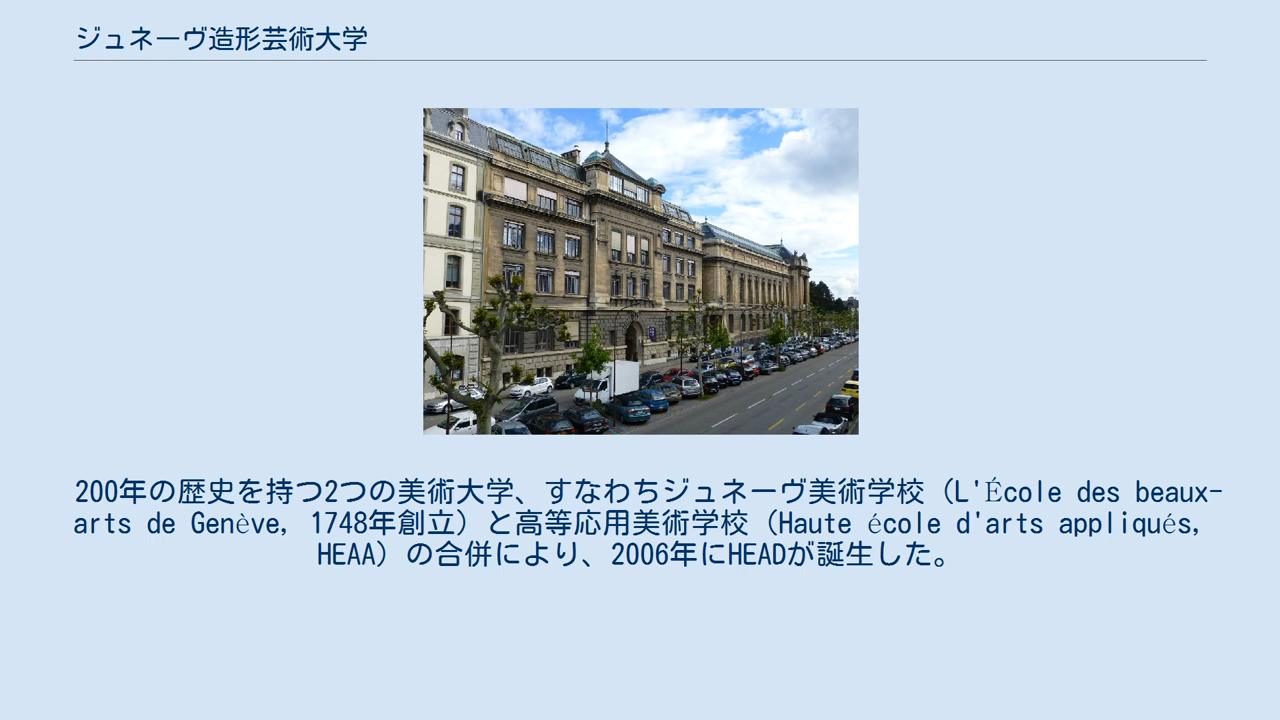 ジュネーヴ造形芸術大学
200年の歴史を持つ2つの美術大学、すなわちジュネーヴ美術学校（L'École des beaux-
arts de Genève, 1748年創立）と高等応用美術学校（Haute école d'arts appliqués,
HEAA）の合併により、2006年にHEADが誕生した。